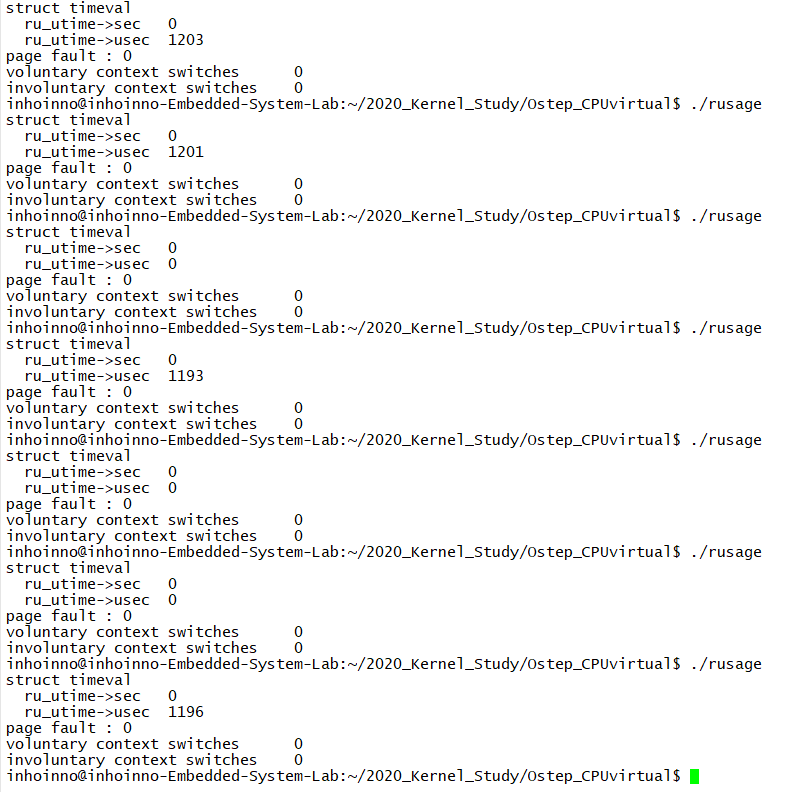 struct timeval
  ru_utime->sec   0
  ru_utime->usec  1203
page fault : 0
voluntary context switches      0
involuntary context switches    0
inhoinno@inhoinno-Embedded-System-Lab:~/2020_Kernel_Study/Ostep_CPUvirtual$ ./rusage
struct timeval
  ru_utime->sec   0
  ru_utime->usec  1201
page fault : 0
voluntary context switches      0
involuntary context switches    0
inhoinno@inhoinno-Embedded-System-Lab:~/2020_Kernel_Study/Ostep_CPUvirtual$ ./rusage
struct timeval
  ru_utime->sec   0
  ru_utime->usec  0
page fault : 0
voluntary context switches      0
involuntary context switches    0
inhoinno@inhoinno-Embedded-System-Lab:~/2020_Kernel_Study/Ostep_CPUvirtual$ ./rusage
struct timeval
  ru_utime->sec   0
  ru_utime->usec  1193
page fault : 0
voluntary context switches      0
involuntary context switches    0
inhoinno@inhoinno-Embedded-System-Lab:~/2020_Kernel_Study/Ostep_CPUvirtual$ ./rusage
struct timeval
  ru_utime->sec   0
  ru_utime->usec  0
page fault : 0
voluntary context switches      0
involuntary context switches    0
inhoinno@inhoinno-Embedded-System-Lab:~/2020_Kernel_Study/Ostep_CPUvirtual$ ./rusage
struct timeval
  ru_utime->sec   0
  ru_utime->usec  0
page fault : 0
voluntary context switches      0
involuntary context switches    0
inhoinno@inhoinno-Embedded-System-Lab:~/2020_Kernel_Study/Ostep_CPUvirtual$ ./rusage
struct timeval
  ru_utime->sec   0
  ru_utime->usec  1196
page fault : 0
voluntary context switches      0
involuntary context switches    0
inhoinno@inhoinno-Embedded-System-Lab:~/2020_Kernel_Study/Ostep_CPUvirtual$